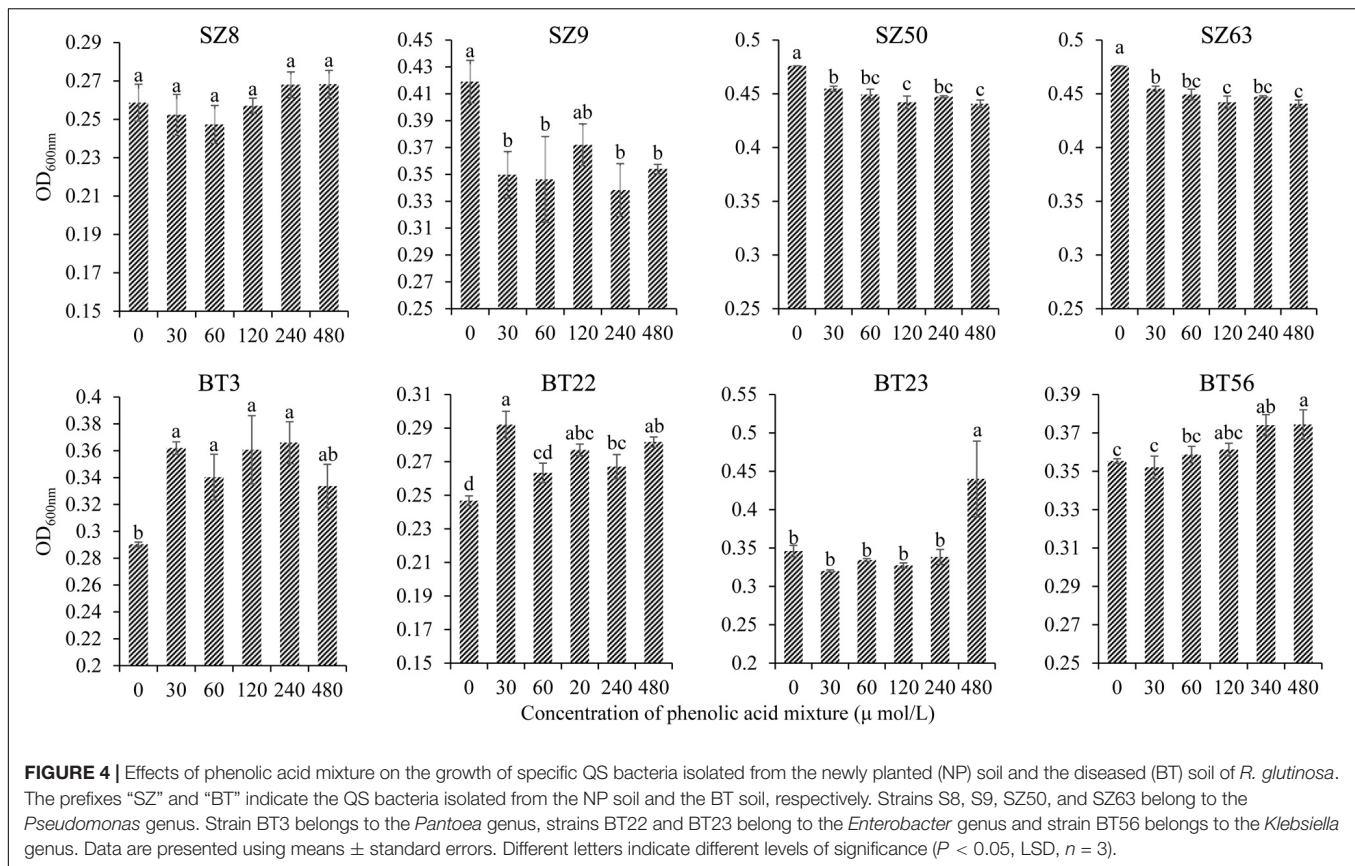 SZ8 SZ9 SZ50 SZ63
OD600nm
0.29
0.27
0.25
0.23
0.21
0.19
0.17
0.15
a a a a a a
0 30 60 120 240 480
0.45
0.43
0.41
0.39
0.37
0.35
0.33
0.31
0.29
0.27
0.25
a b b ab b b
0 30 60 120 240 480
0.5
0.45
0.4
0.35
0.3
0.25
a b bc c bc c
0 30 60 120 240 480
0.5
0.45
0.4
0.35
0.3
0.25
a b bc c bc c
0 30 60 120 240 480
BT3 BT22 BT23 BT56
OD600nm
0.4
0.38
0.36
0.34
0.32
0.3
0.28
0.26
0.24
0.22
0.2
b a a a a ab
0 30 60 120 240 480
0.31
0.29
0.27
0.25
0.23
0.21
0.19
0.17
0.15
d a cd abc bc ab
0 30 60 20 240 480
0.55
0.5
0.45
0.4
0.35
0.3
0.25
0.2
b b b b b a
0 30 60 120 240 480
0.39
0.37
0.35
0.33
0.31
0.29
0.27
0.25
c c bc abc ab a
0 30 60 120 340 480
Concentration of phenolic acid mixture (μ mol/L)
FIGURE 4 | Effects of phenolic acid mixture on the growth of specific QS bacteria isolated from the newly planted (NP) soil and the diseased (BT) soil of R. glutinosa.
The prefixes “SZ” and “BT” indicate the QS bacteria isolated from the NP soil and the BT soil, respectively. Strains S8, S9, SZ50, and SZ63 belong to the
Pseudomonas genus. Strain BT3 belongs to the Pantoea genus, strains BT22 and BT23 belong to the Enterobacter genus and strain BT56 belongs to the Klebsiella
genus. Data are presented using means ± standard errors. Different letters indicate different levels of significance (P < 0.05, LSD, n = 3).